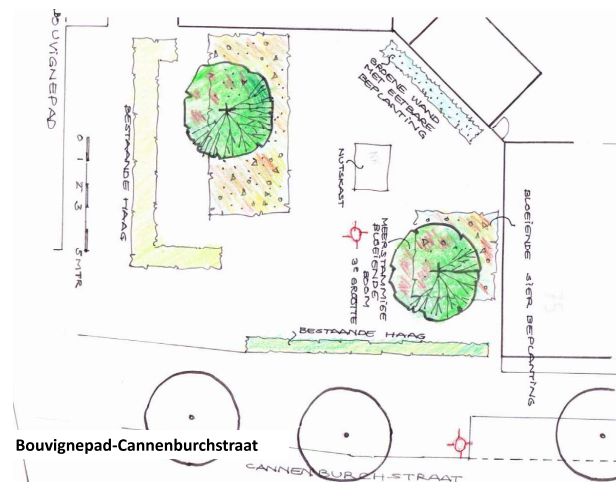 BOUVIGNEPAD
BESTAANDE HAAG
0
1
2
3
5 MTR
GROENE WAND
MET EETBARE
BEPLANTING
NUTSKAST
MEERSTAMMIGE
BLOEIENDE
BOOM
3E GROOTTE
BLOEIENDE SIER BEPLANTING
BESTAANDE HAAG
Bouvignepad-Cannenburchstraat
CANNENBURCHSTRAAT